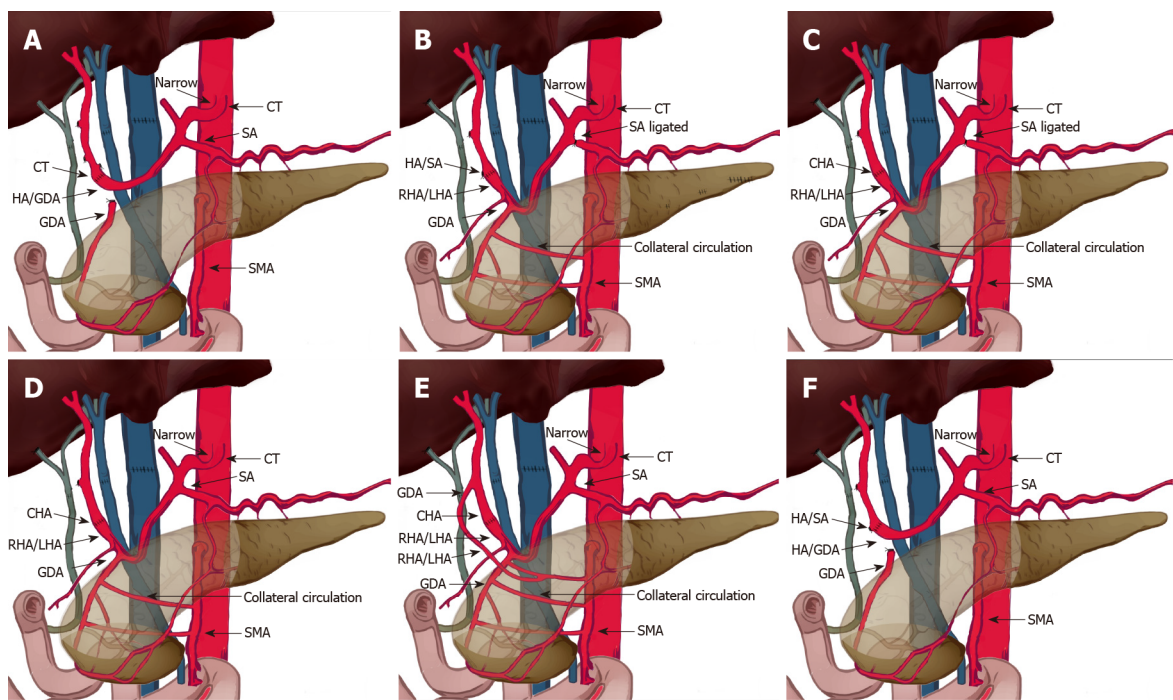 A
Narrow
CT
SA
CT
HA/GDA
GDA
SMA
B
Narrow
CT
SA ligated
HA/SA
RHA/LHA
GDA
Collateral circulation
SMA
C
Narrow
CT
SA ligated
CHA
RHA/LHA
GDA
Collateral circulation
SMA
D
Narrow
CT
SA
CHA
RHA/LHA
GDA
Collateral circulation
SMA
E
Narrow
CT
SA
GDA
CHA
RHA/LHA
RHA/LHA
GDA
Collateral circulation
SMA
F
Narrow
CT
SA
HA/SA
HA/GDA
GDA
SMA